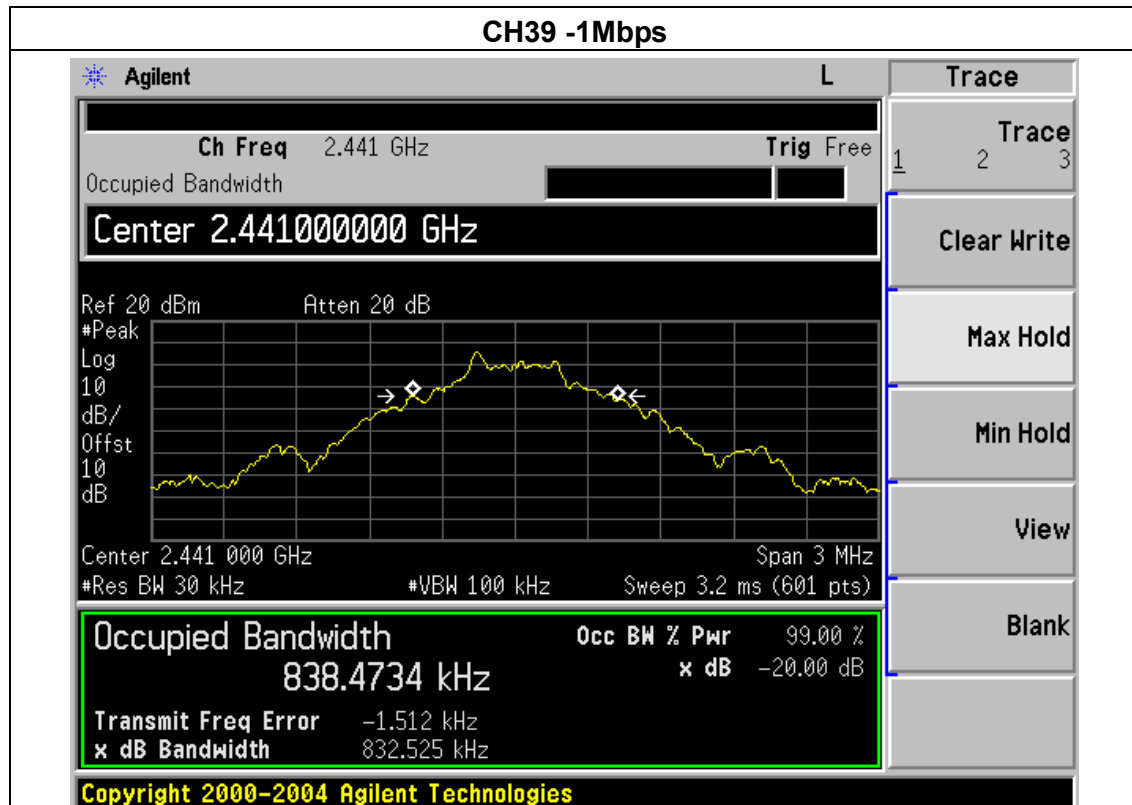 CH39 -1Mbps
Agilent L Trace
Ch Freq 2.441 GHz Trig Free
Occupied Bandwidth
Center 2.441000000 GHz
Trace
1 2 3
Clear Write
Max Hold
Min Hold
View
Blank
Ref 20 dBm Atten 20 dB
#Peak
Log
10
dB/
Offst
10
dB
Center 2.441 000 GHz Span 3 MHz
#Res BW 30 kHz #VBW 100 kHz Sweep 3.2 ms (601 pts)
Occupied Bandwidth Occ BW % Pwr 99.00 %
838.4734 kHz x dB -20.00 dB
Transmit Freq Error -1.512 kHz
x dB Bandwidth 832.525 kHz
Copyright 2000-2004 Agilent Technologies